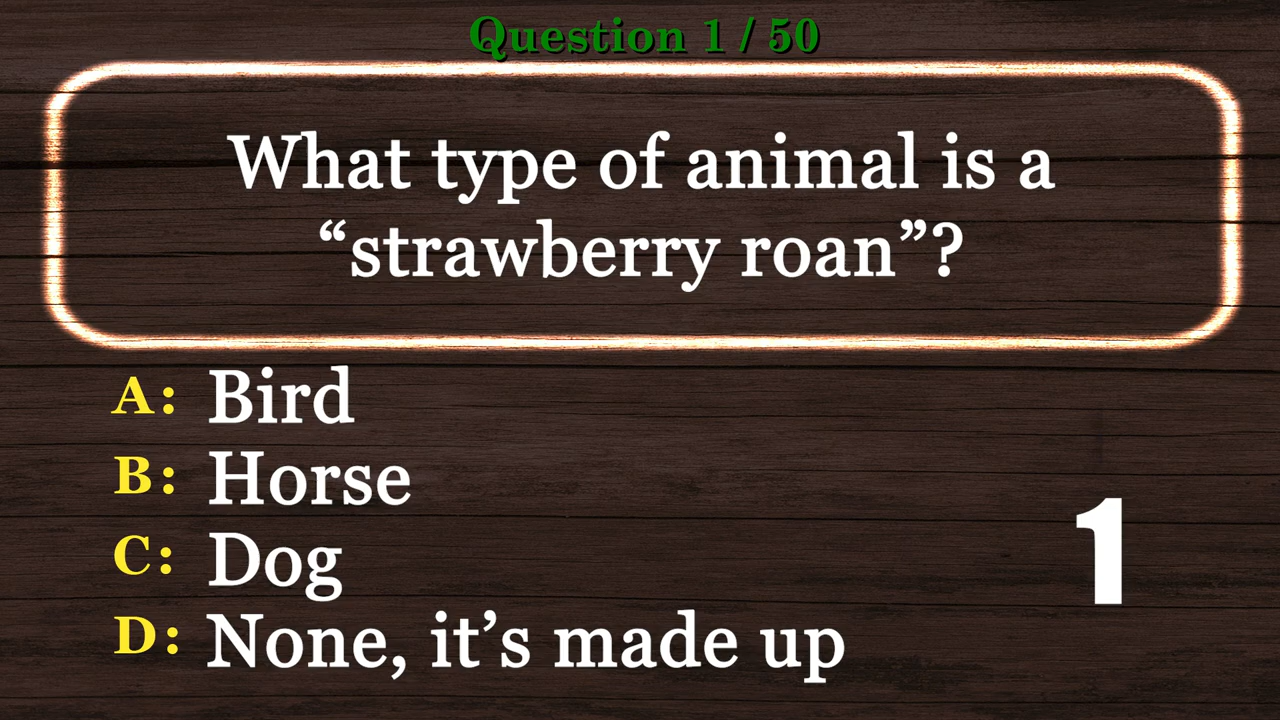 Question 1 / 50
What type of animal is a
“strawberry roan”?
A: Bird
B: Horse
C: Dog
D: None, it’s made up
1